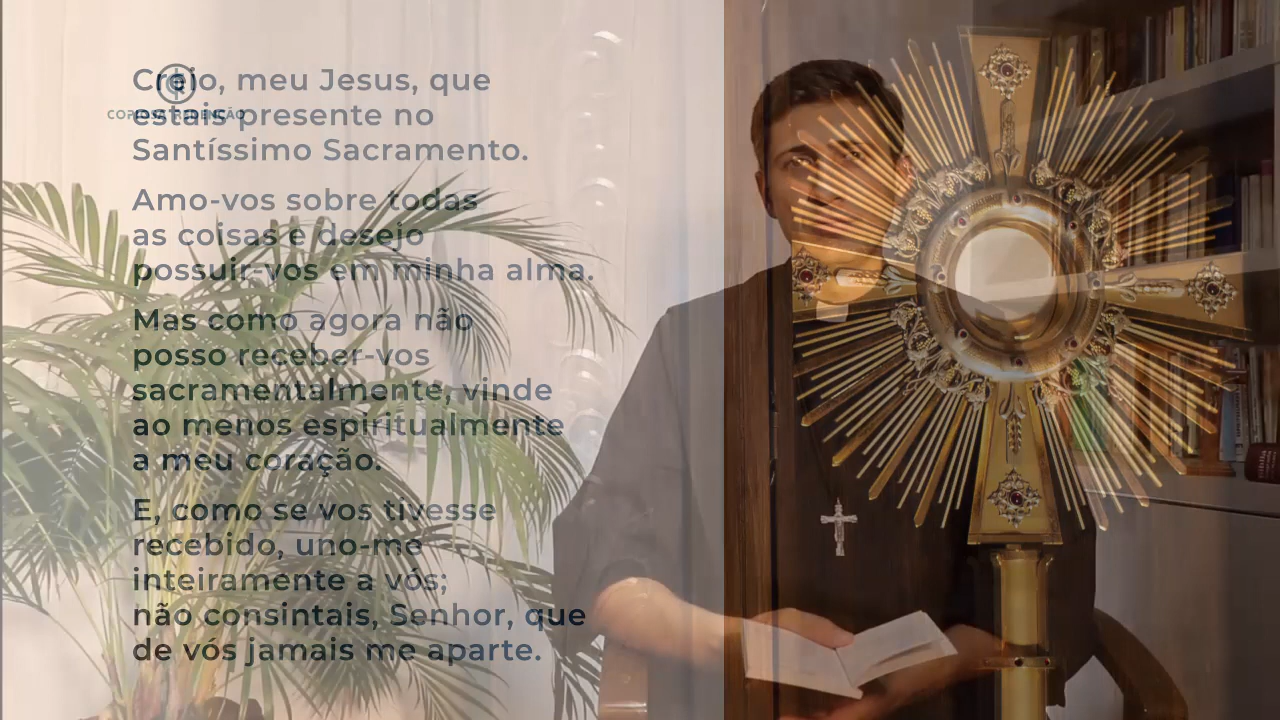 Creio, meu Jesus, que
COPIOSA REDENÇÃO
estais presente no
Santíssimo Sacramento.
Amo-vos sobre todas
as coisas e desejo
possuir-vos em minha alma.
Mas como agora não
posso receber-vos
sacramentalmente, vinde
ao menos espiritualmente
a meu coração.
E, como se vos tivesse
recebido, uno-me
inteiramente a vós;
não consintais, Senhor, que
de vós jamais me aparte.